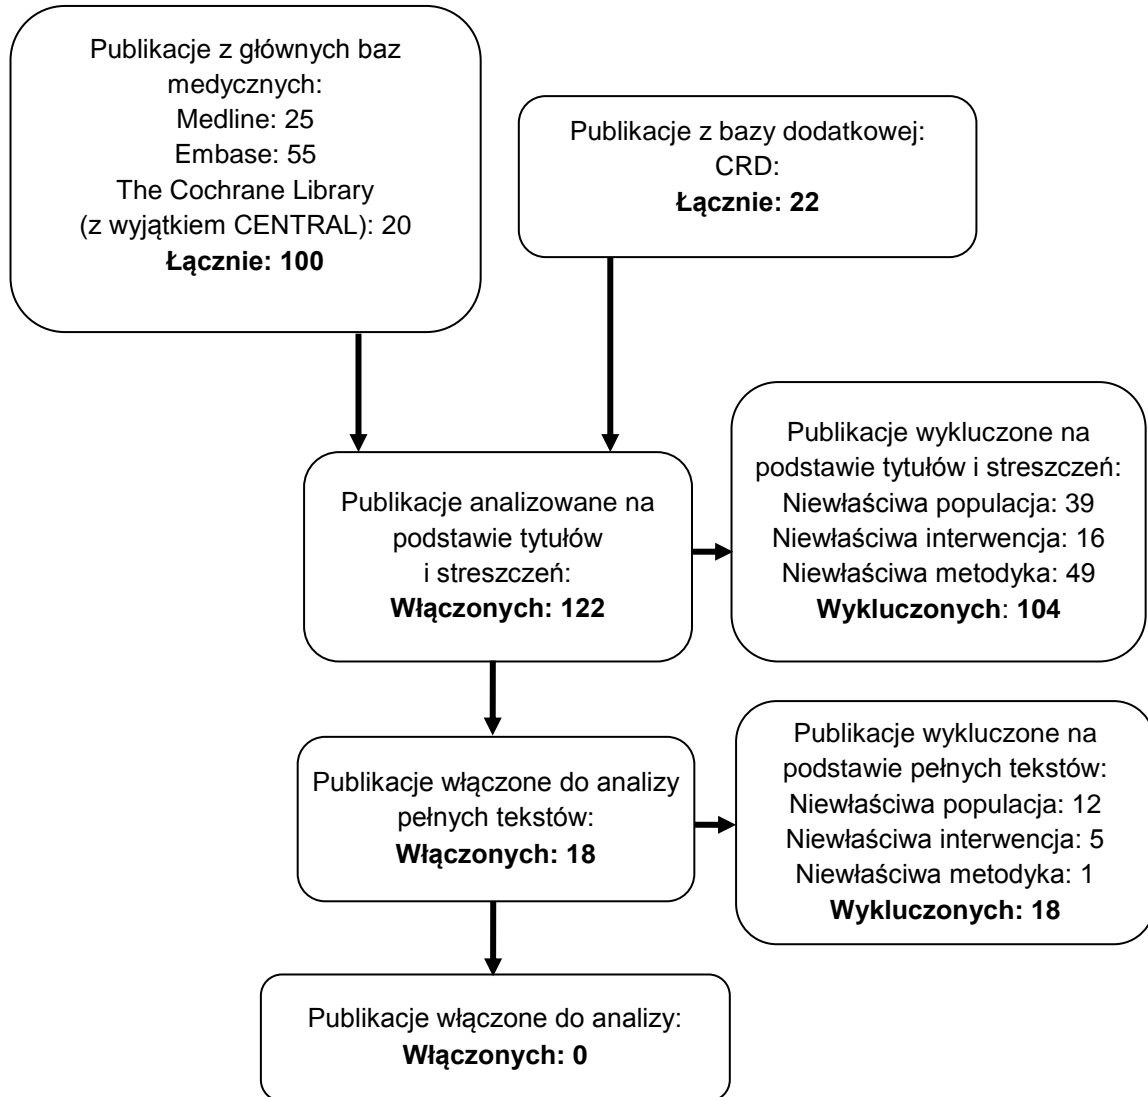 Publikacje z głównych baz
medycznych:
Medline: 25
Embase: 55
The Cochrane Library
(z wyjątkiem CENTRAL): 20
Łącznie: 100
Publikacje z bazy dodatkowej:
CRD:
Łącznie: 22
Publikacje analizowane na
podstawie tytułów
i streszczeń:
Włączonych: 122
Publikacje wykluczone na
podstawie tytułów i streszczeń:
Niewłaściwa populacja: 39
Niewłaściwa interwencja: 16
Niewłaściwa metodyka: 49
Wykluczonych: 104
Publikacje włączone do analizy
pełnych tekstów:
Włączonych: 18
Publikacje wykluczone na
podstawie pełnych tekstów:
Niewłaściwa populacja: 12
Niewłaściwa interwencja: 5
Niewłaściwa metodyka: 1
Wykluczonych: 18
Publikacje włączone do analizy:
Włączonych: 0